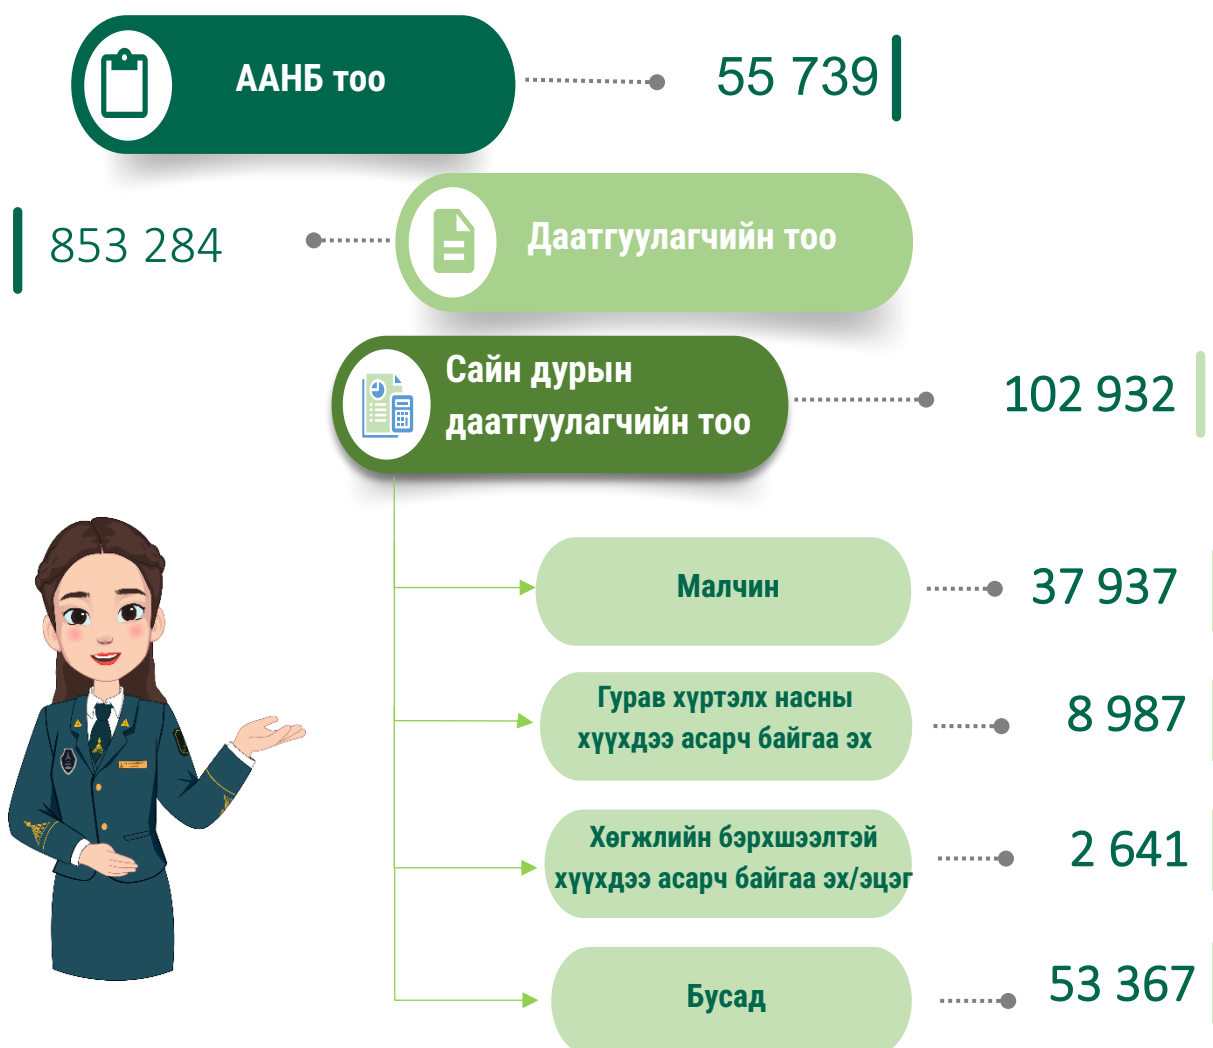 ААНБ тоо
55 739
853 284
Даатгуулагчийн тоо
Сайн дурын
даатгуулагчийн тоо
102 932
Малчин
37 937
Гурав хүртэлх насны
хүүхдээ асарч байгаа эх
8 987
Хөгжлийн бэрхшээлтэй
хүүхдээ асарч байгаа эх/эцэг
2 641
Бусад
53 367